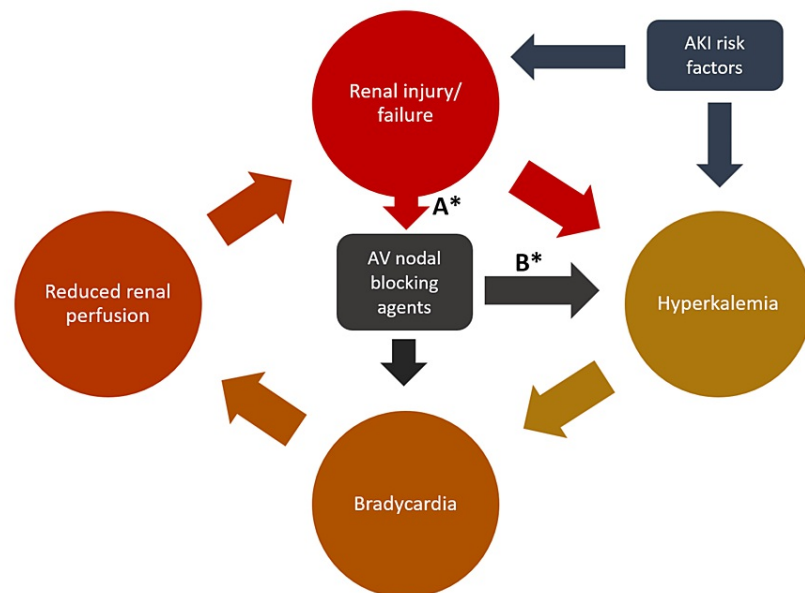 Renal injury/
failure
AKI risk
factors
A*
AV nodal
blocking
agents
B*
Reduced renal
perfusion
Hyperkalemia
Bradycardia